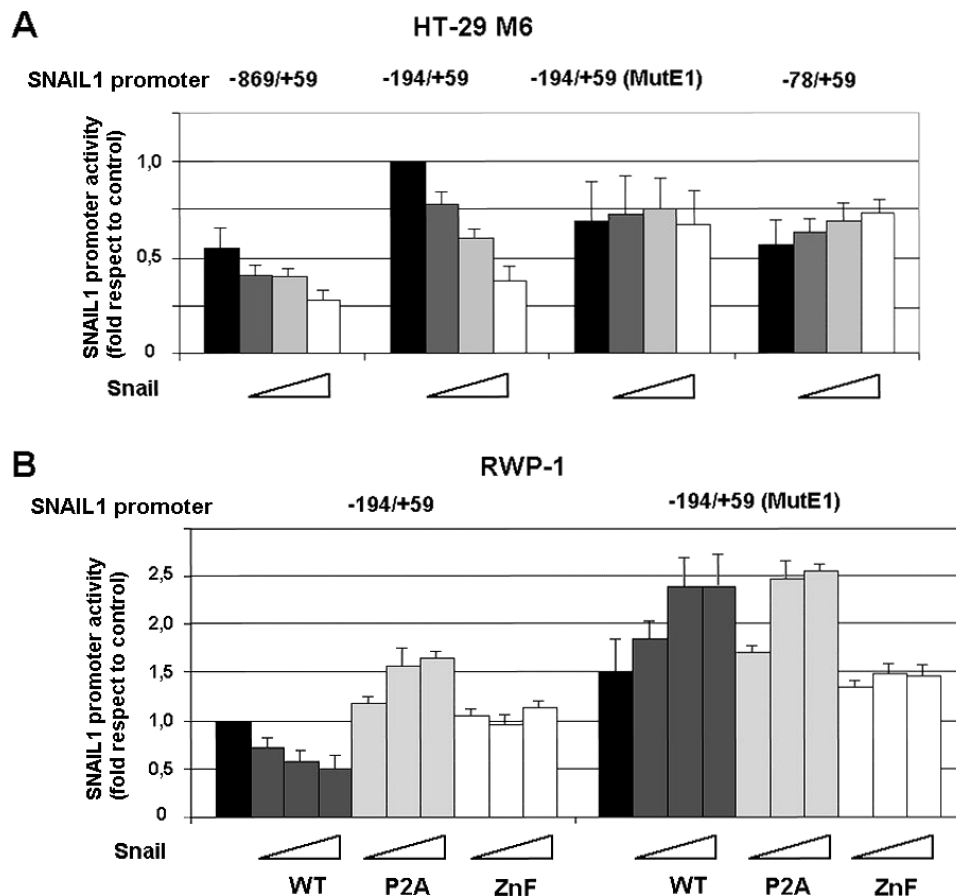 A
HT-29 M6
SNAIL1 promoter -869/+59 -194/+59 -194/+59 (MutE1) -78/+59
SNAIL1 promoter activity
(fold respect to control)
1,0
0,5
0
Snail
B
RWP-1
SNAIL1 promoter -194/+59 -194/+59 (MutE1)
SNAIL1 promoter activity
(fold respect to control)
2,5
2,0
1,5
1,0
0,5
0
Snail
WT P2A ZnF WT P2A ZnF